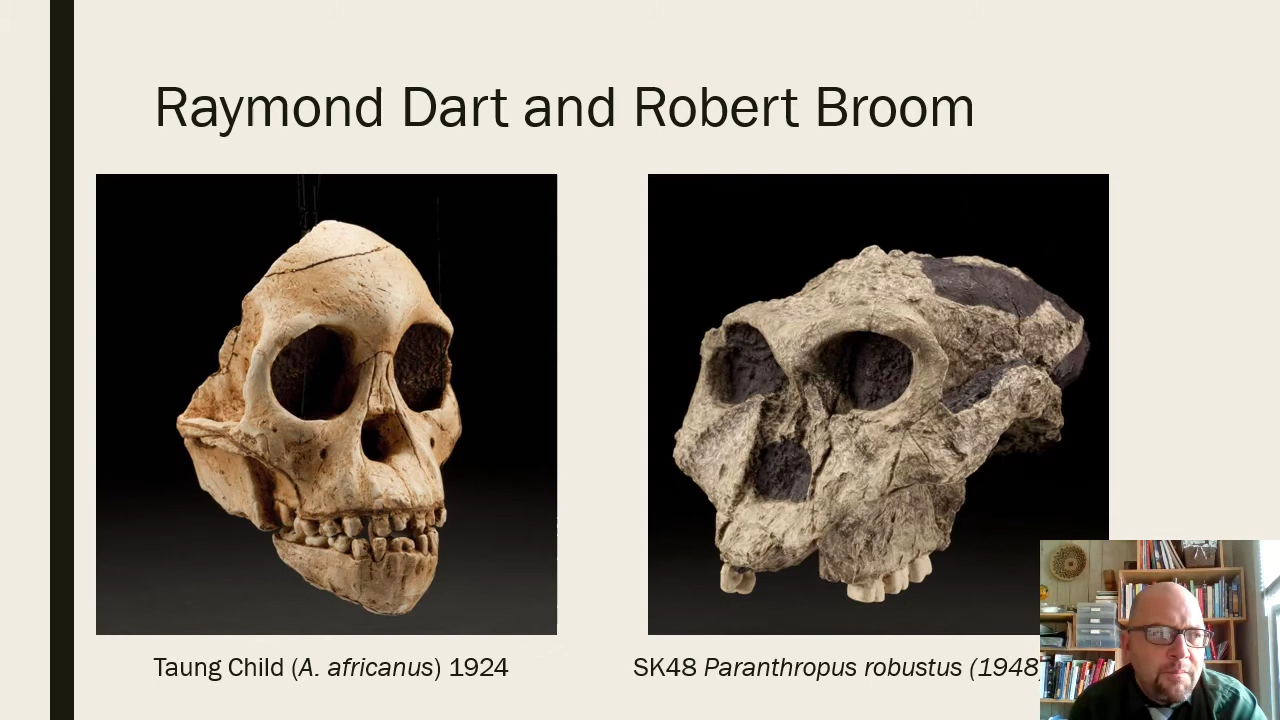 Raymond Dart and Robert Broom
Taung Child (A. africanus) 1924
SK48 Paranthropus robustus (1948)